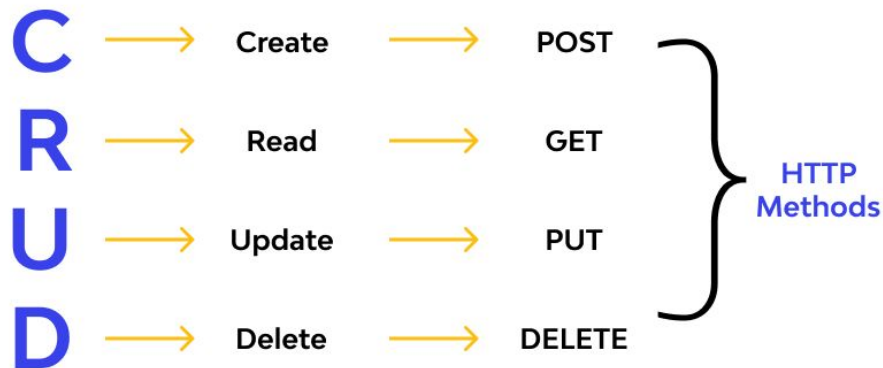 C Create POST
R Read GET
U Update PUT
D Delete DELETE
HTTP
Methods